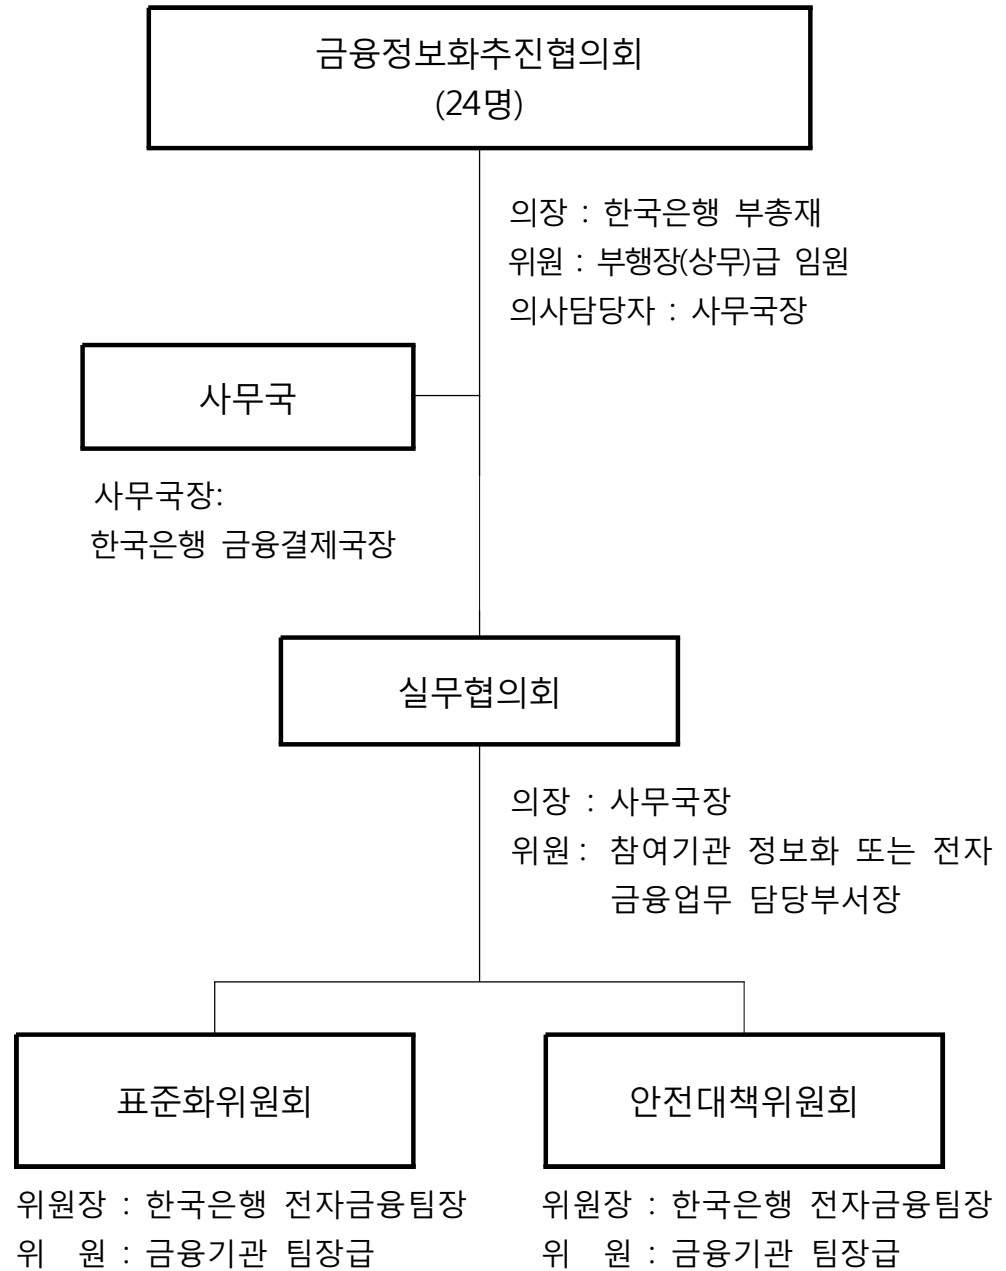 금융정보화추진협의회
(24명)
의장 : 한국은행 부총재
위원 : 부행장(상무)급 임원
의사담당자 : 사무국장
사무국
사무국장:
한국은행 금융결제국장
실무협의회
의장 : 사무국장
위원 : 참여기관 정보화 또는 전자
금융업무 담당부서장
표준화위원회
위원장 : 한국은행 전자금융팀장
위 원 : 금융기관 팀장급
안전대책위원회
위원장 : 한국은행 전자금융팀장
위 원 : 금융기관 팀장급